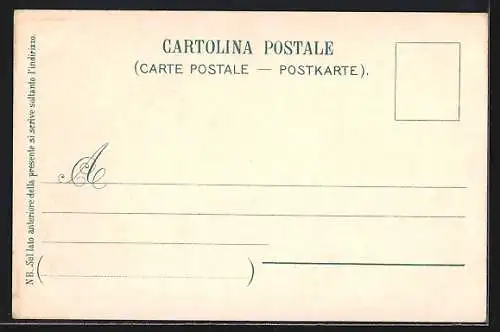 CARTOLINA POSTALE
(CARTE POSTALE — POSTKARTE).
A
( )
NB. Sul lato anteriore della presente si scrive soltanto l'indirizzo.